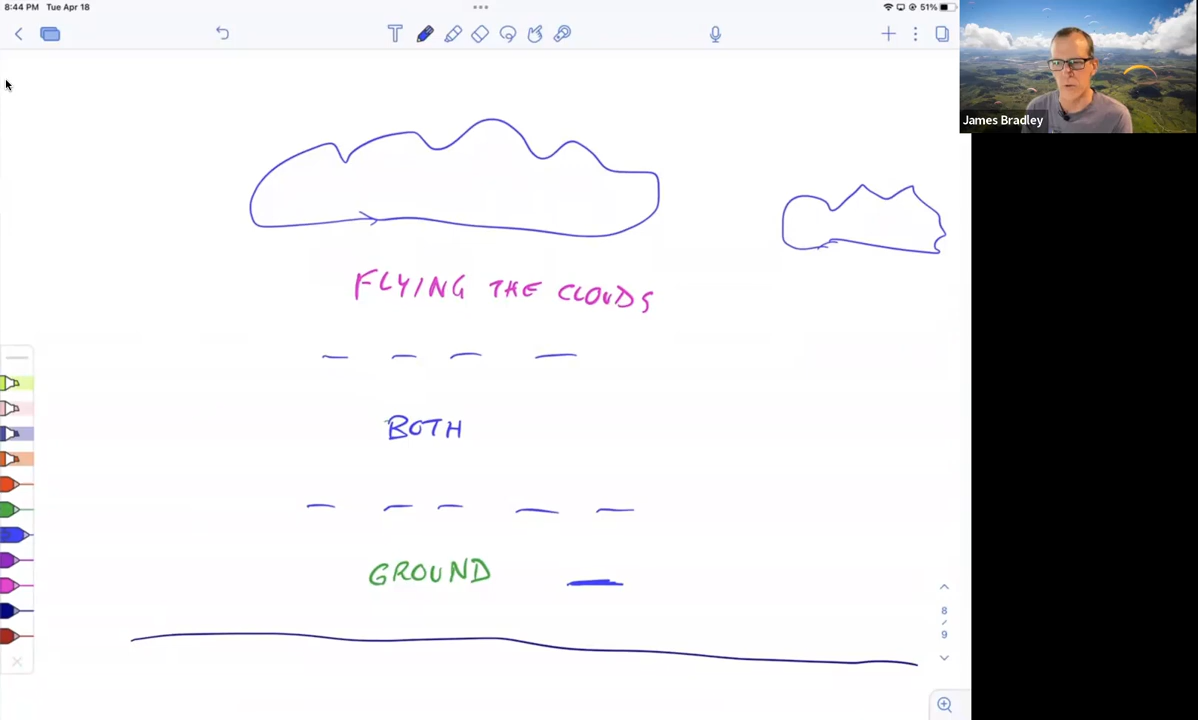 8:44 PM Tue Apr 18
51%
James Bradley
FLYING THE CLOUDS
BOTH
GROUND
8
/
9
T